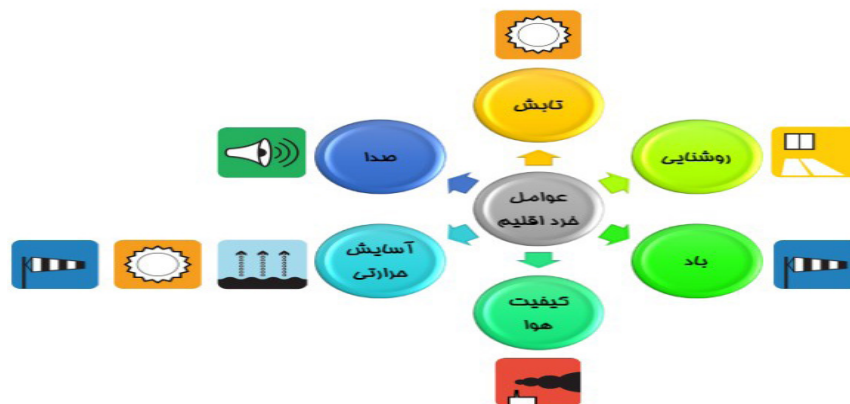 تابش
صدا
روشنایی
عوامل
خرد اقلیم
آسایش
حرارتی
باد
کیفیت
هوا